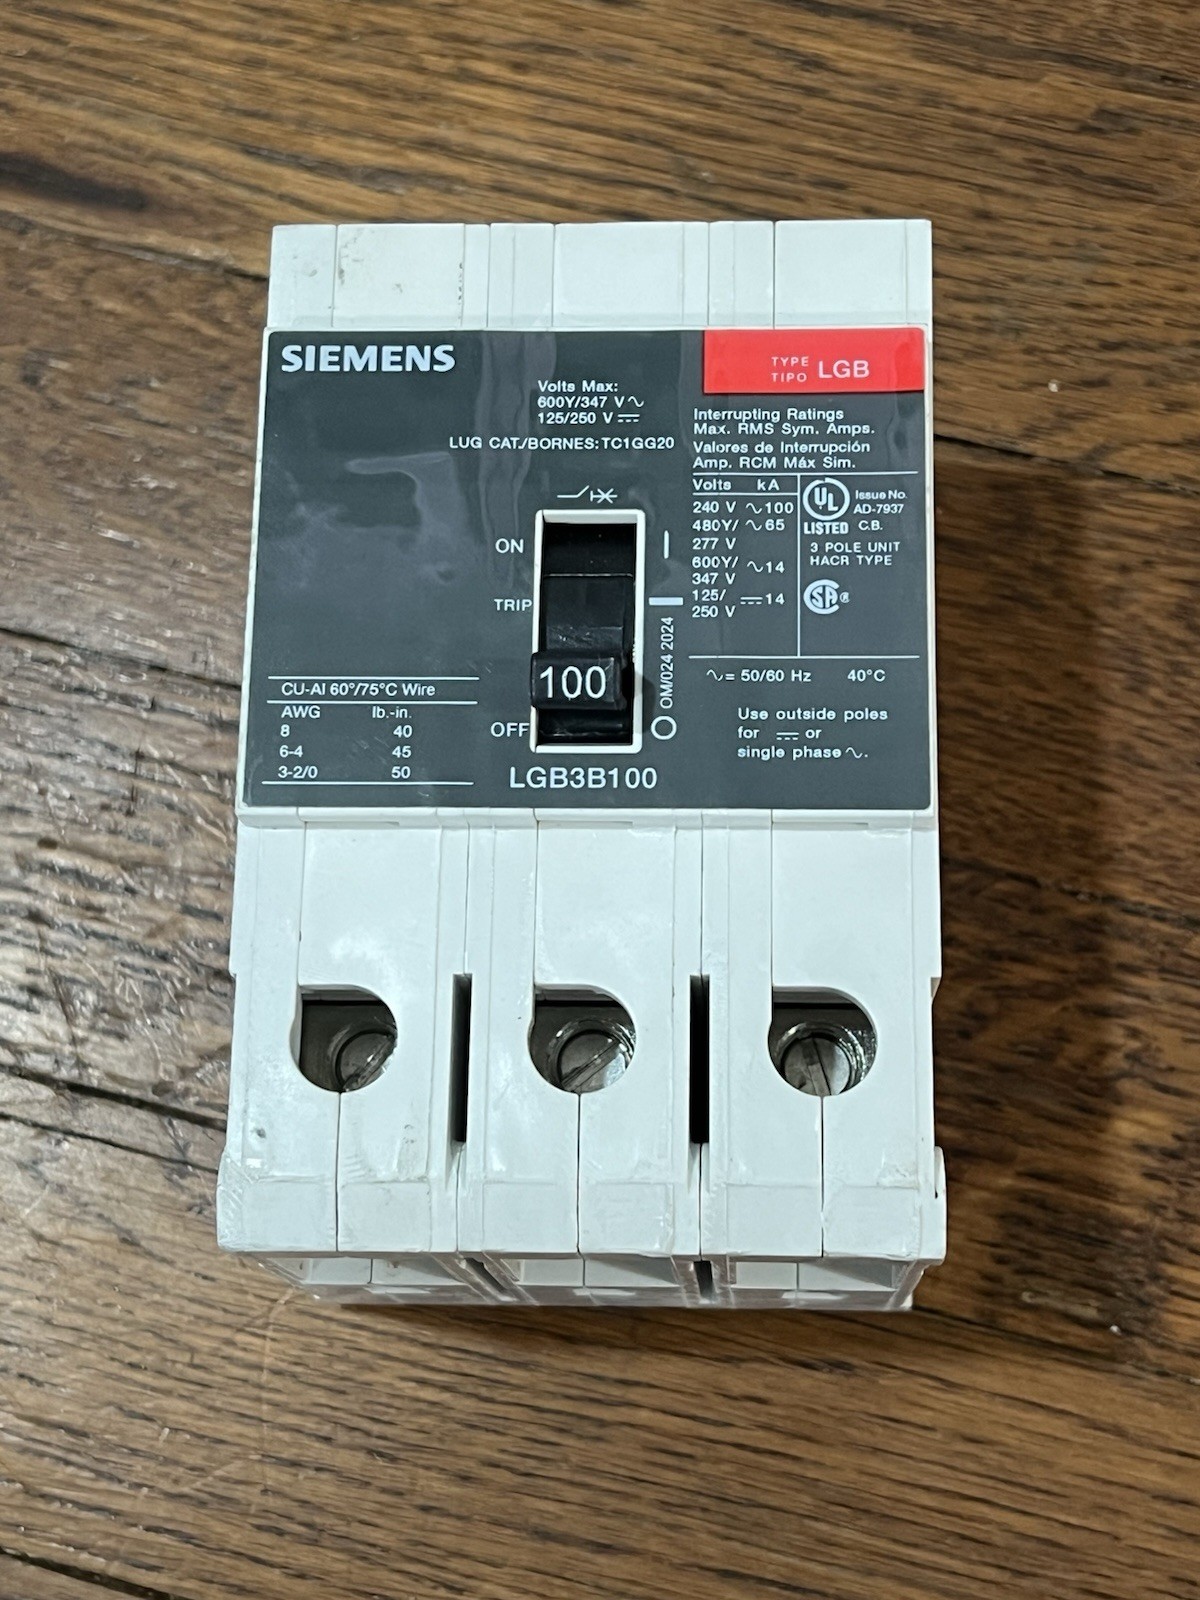 SIEMENS
TYPE
TIPO LGB
Volts Max:
600Y/347 V ∿
125/250 V ⎓
LUG CAT./BORNES: TC1GG20
Interrupting Ratings
Max. RMS Sym. Amps.
Valores de Interrupción
Amp. RCM Máx Sim.
Volts kA
240 V ∿ 100
480Y/ ∿ 65
277 V
600Y/ ∿ 14
347 V
125/ ⎓ 14
250 V
UL
LISTED
Issue No.
AD-7937
C.B.
3 POLE UNIT
HACR TYPE
SA ®
ON
TRIP
OFF
100
OM/024 2024
∿ = 50/60 Hz 40°C
Use outside poles
for ⎓ or
single phase ∿.
CU-Al 60°/75°C Wire
AWG lb.-in.
8 40
6-4 45
3-2/0 50
LGB3B100